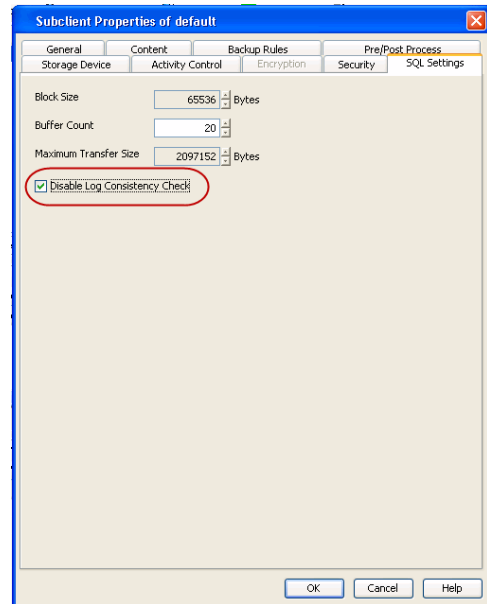 Subclient Properties of default
General Content Backup Rules Pre/Post Process
Storage Device Activity Control Encryption Security SQL Settings
Block Size 65536 Bytes
Buffer Count 20
Maximum Transfer Size 2097152 Bytes
Disable Log Consistency Check
OK Cancel Help